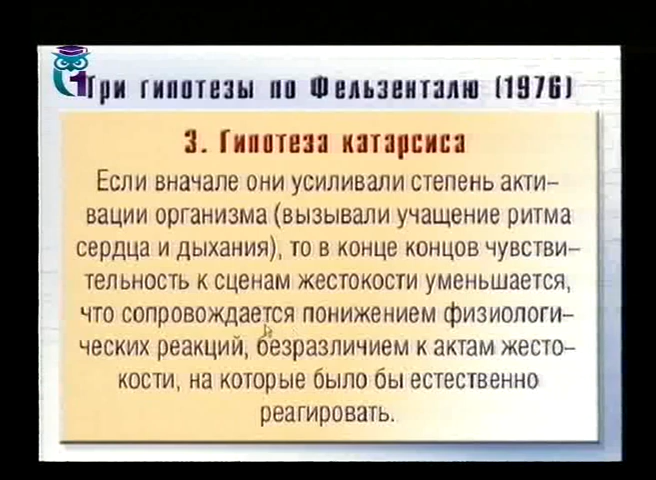 1
Три гипотезы по Фельзенталю (1976)
3. Гипотеза катарсиса
Если вначале они усиливали степень акти–
вации организма (вызывали учащение ритма
сердца и дыхания), то в конце концов чувстви–
тельность к сценам жестокости уменьшается,
что сопровождается понижением физиологи–
ческих реакций, безразличием к актам жесто–
кости, на которые было бы естественно
реагировать.